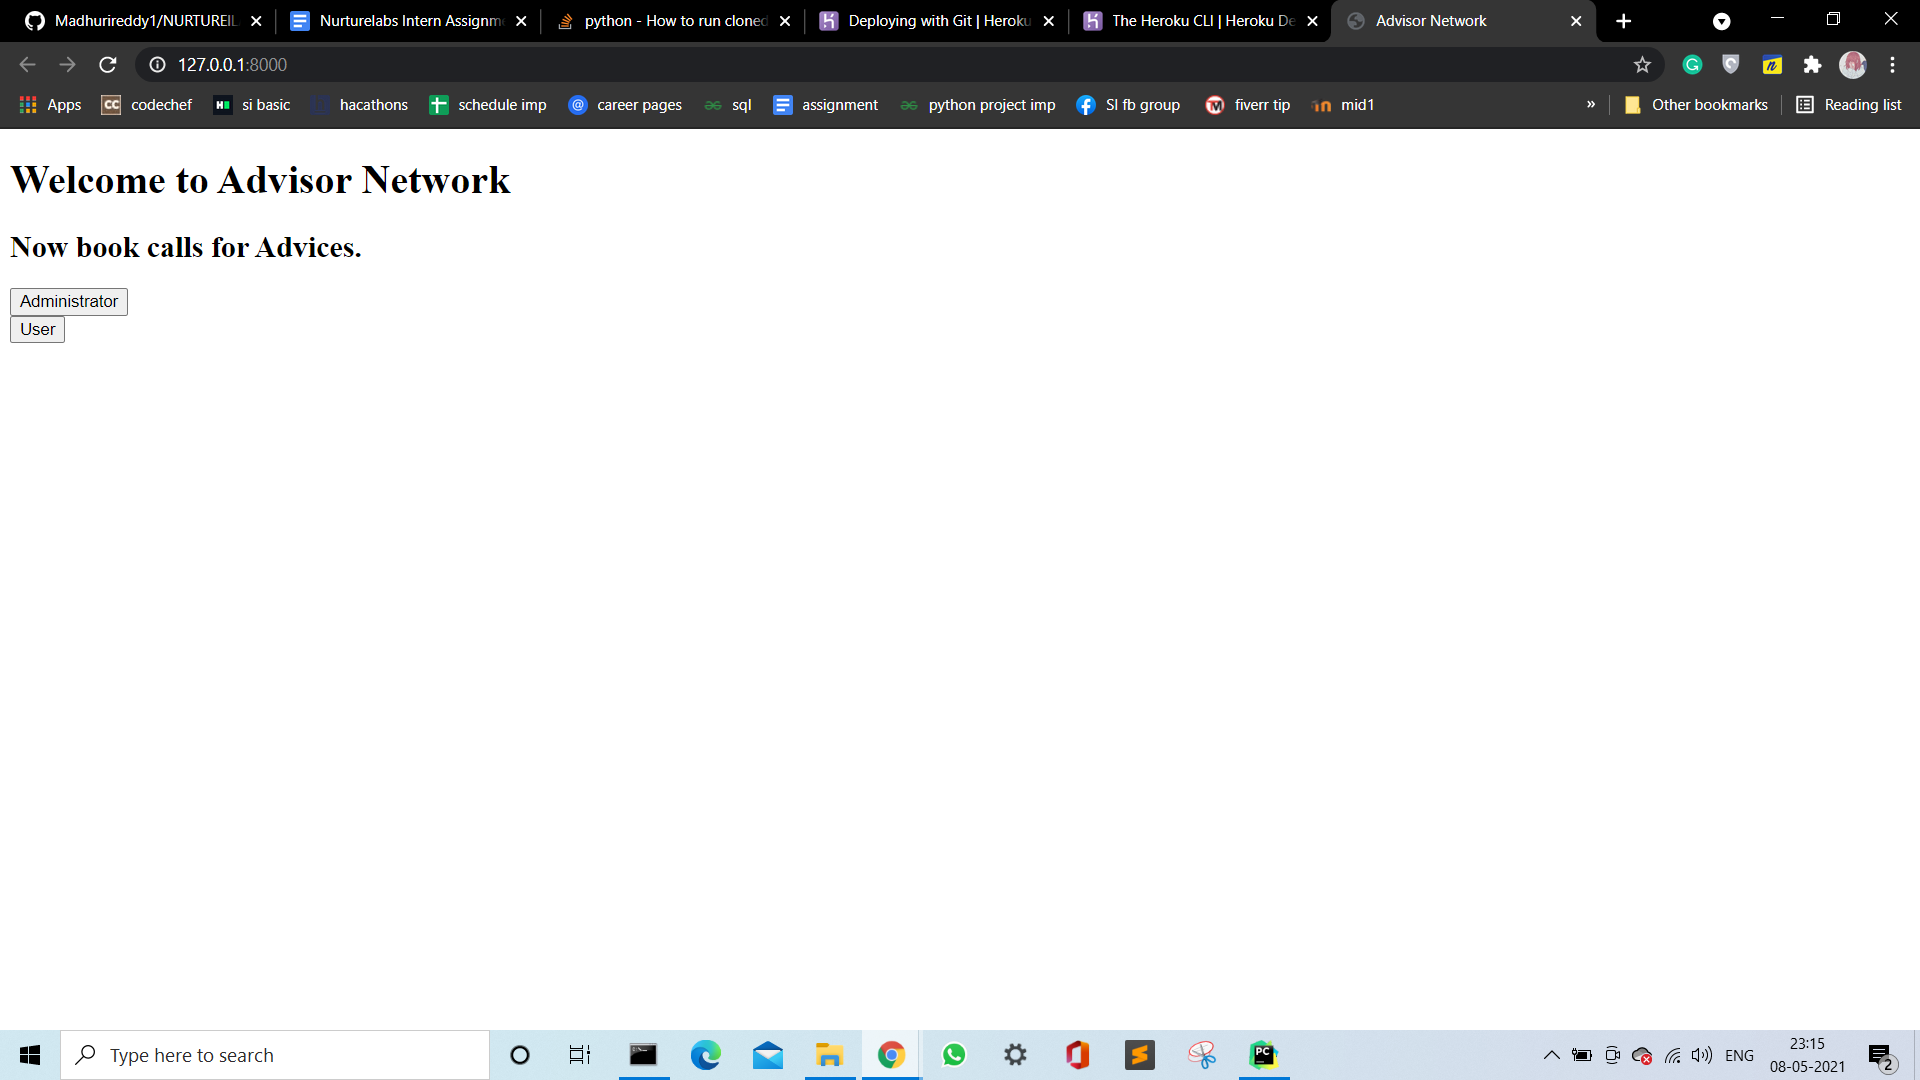 Madhurireddy1/NURTUREIL
Nurturelabs Intern Assignm
python - How to run cloned
Deploying with Git | Heroku
The Heroku CLI | Heroku De
Advisor Network
127.0.0.1:8000
Apps
CC codechef
si basic
hacathons
schedule imp
career pages
sql
assignment
python project imp
SI fb group
fiverr tip
mid1
»
Other bookmarks
Reading list
Welcome to Advisor Network
Now book calls for Advices.
Administrator
User
Type here to search
PC
ENG
23:15
08-05-2021
2